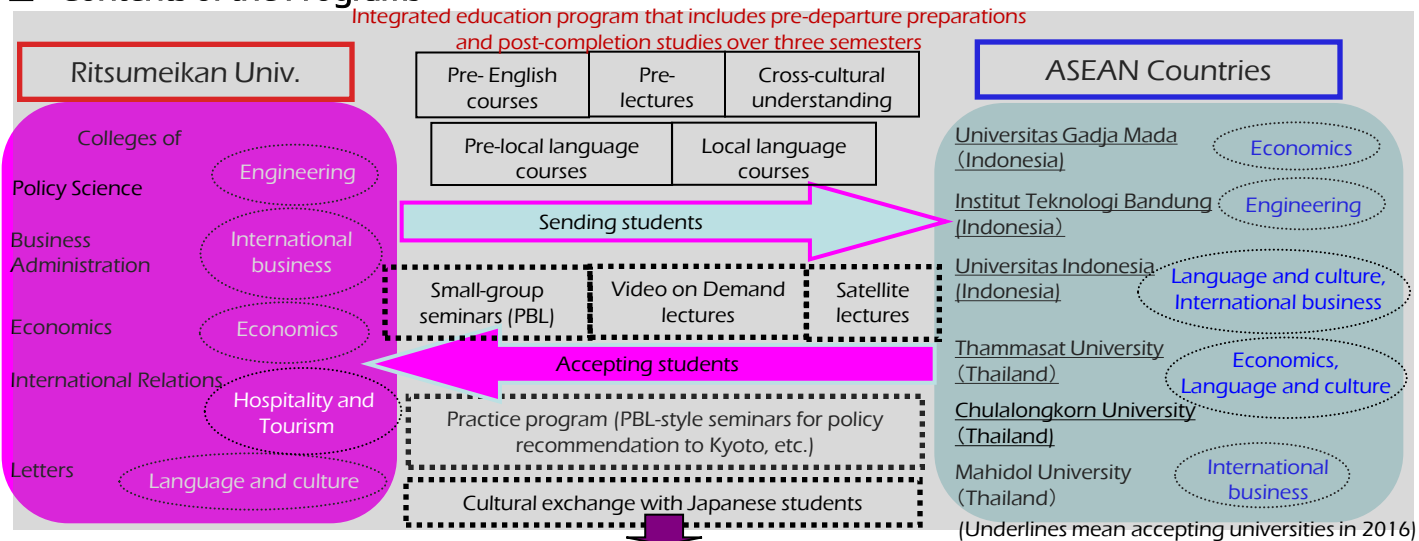 Contents of the Programs
Integrated education program that includes pre-departure preparations
and post-completion studies over three semesters
Ritsumeikan Univ.
Colleges of
Policy Science
Engineering
Business
Administration
International
business
Economics
Economics
International Relations
Hospitality and
Tourism
Letters
Language and culture
Pre- English
courses
Pre-
lectures
Cross-cultural
understanding
Pre-local language
courses
Local language
courses
Sending students
Small-group
seminars (PBL)
Video on Demand
lectures
Satellite
lectures
Accepting students
Practice program (PBL-style seminars for policy
recommendation to Kyoto, etc.)
Cultural exchange with Japanese students
ASEAN Countries
Universitas Gadja Mada
（Indonesia)
Economics
Institut Teknologi Bandung
(Indonesia）
Engineering
Universitas Indonesia
(Indonesia)
Language and culture,
International business
Thammasat University
（Thailand）
Economics,
Language and culture
Chulalongkorn University
（Thailand)
Mahidol University
（Thailand）
International
business
(Underlines mean accepting universities in 2016)